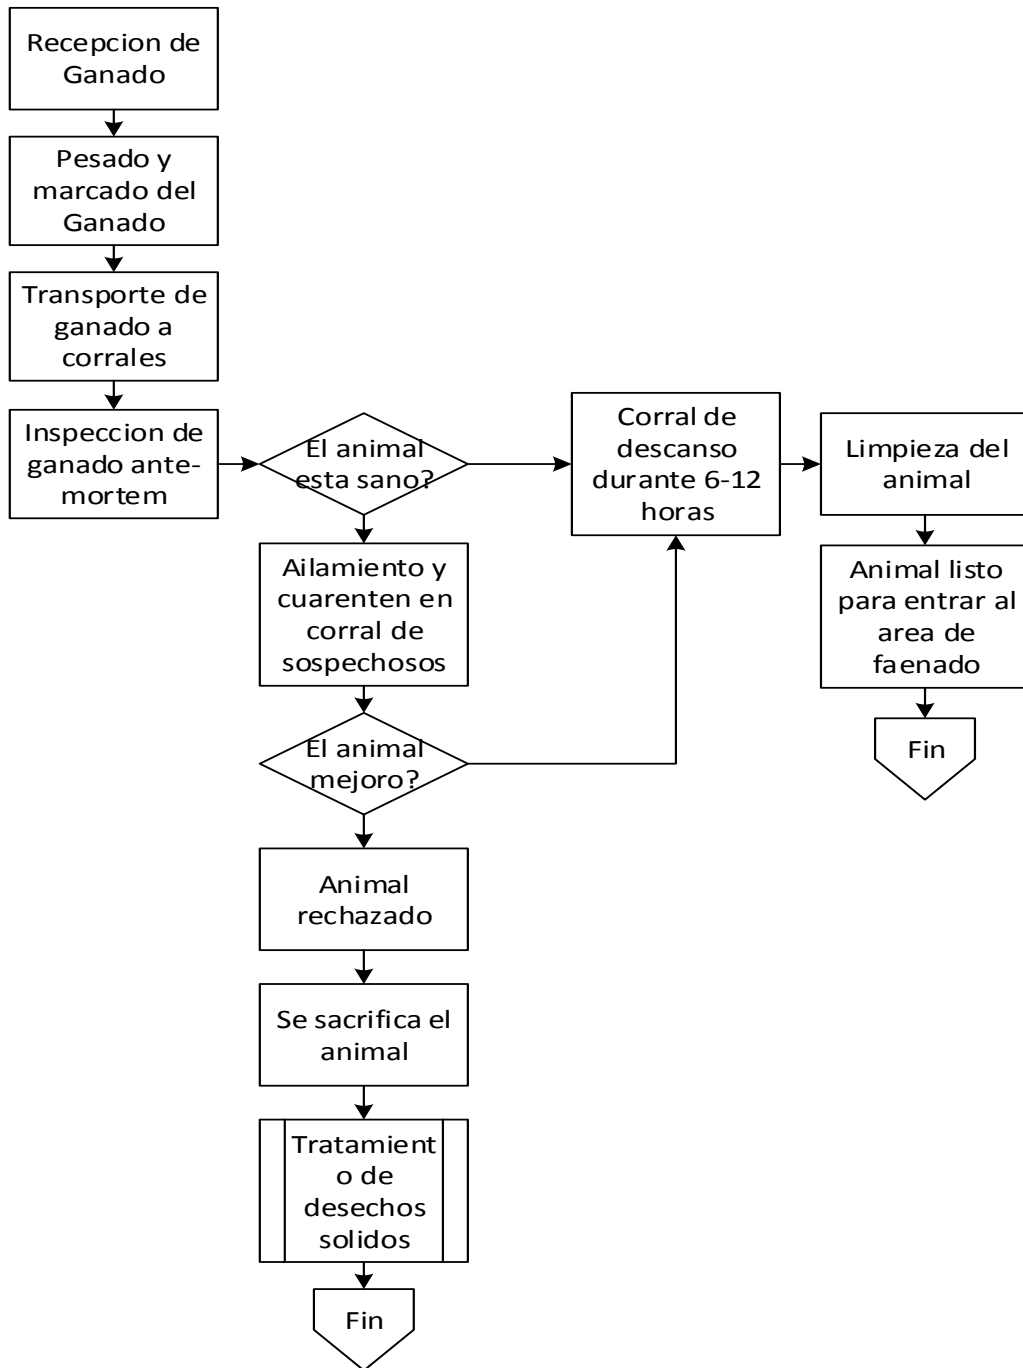 Recepcion de
Ganado
Pesado y
marcado del
Ganado
Transporte de
ganado a
corrales
Inspeccion de
ganado ante-
mortem
El animal
esta sano?
Corral de
descanso
durante 6-12
horas
Limpieza del
animal
Ailamiento y
cuarenten en
corral de
sospechosos
Animal listo
para entrar al
area de
faenado
El animal
mejoro?
Fin
Animal
rechazado
Se sacrifica el
animal
Tratamient
o de
desechos
solidos
Fin